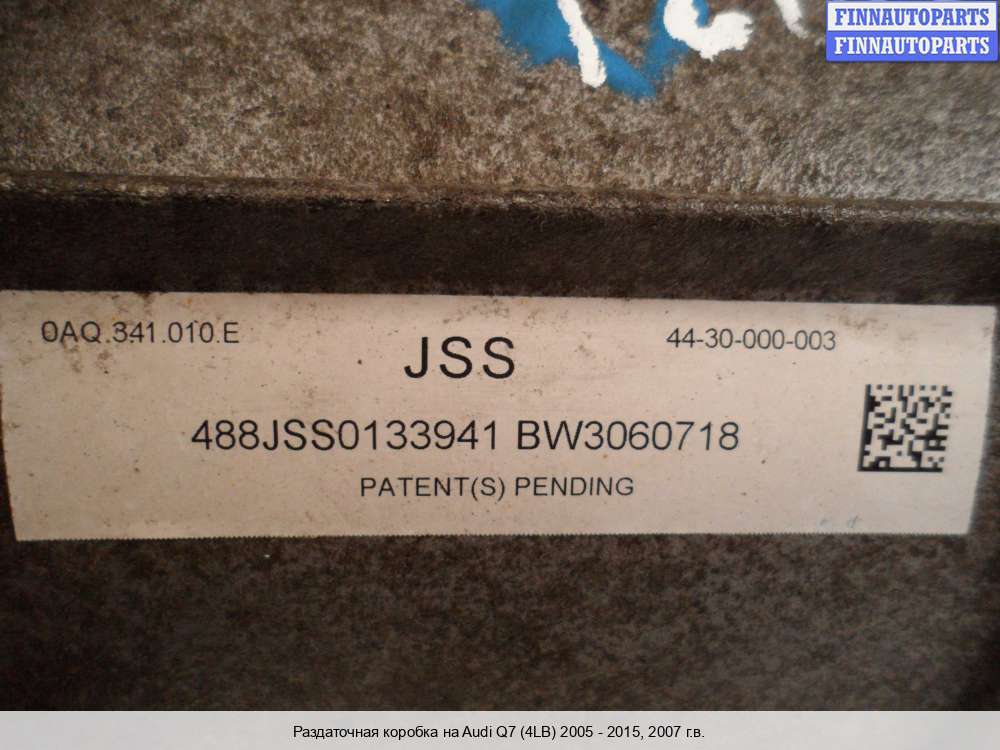 FINNAUTOPARTS
FINNAUTOPARTS
0AQ.341.010.E
JSS
44-30-000-003
488JSS0133941 BW3060718
PATENT(S) PENDING
Раздаточная коробка на Audi Q7 (4LB) 2005 - 2015, 2007 г.в.